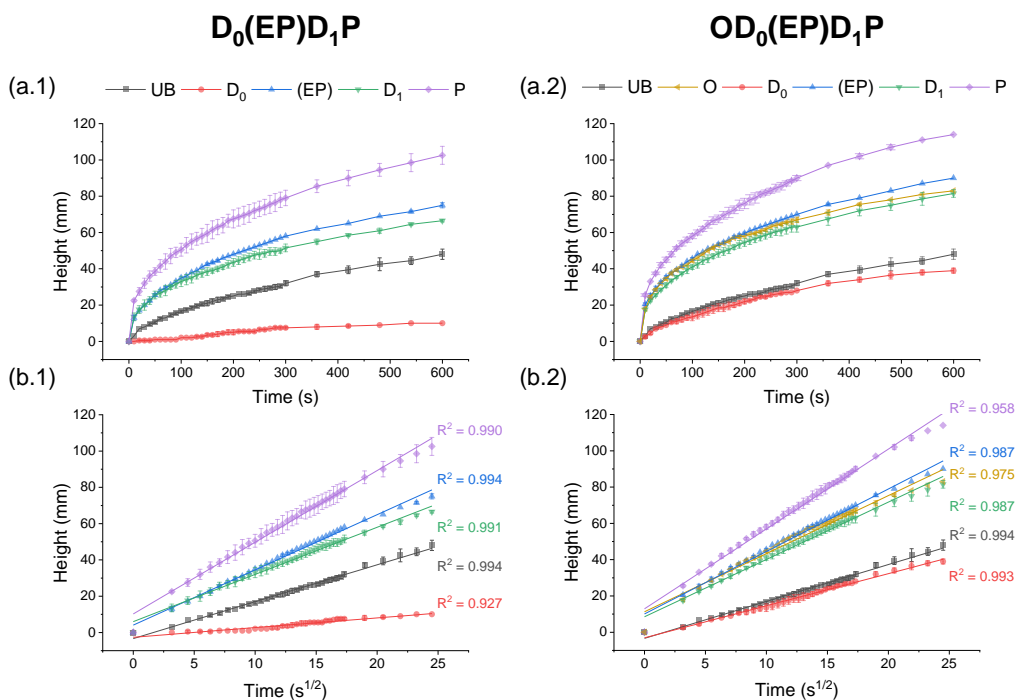 D₀(EP)D₁P
OD₀(EP)D₁P
(a.1)
UB D₀ (EP) D₁ P
120
100
80
60
40
20
0
Height (mm)
0 100 200 300 400 500 600
Time (s)
(a.2)
UB O D₀ (EP) D₁ P
120
100
80
60
40
20
0
Height (mm)
0 100 200 300 400 500 600
Time (s)
(b.1)
120
100
80
60
40
20
0
Height (mm)
R² = 0.990
R² = 0.994
R² = 0.991
R² = 0.994
R² = 0.927
0 5 10 15 20 25
Time (s¹ᐟ²)
(b.2)
120
100
80
60
40
20
0
Height (mm)
R² = 0.958
R² = 0.987
R² = 0.975
R² = 0.987
R² = 0.994
R² = 0.993
0 5 10 15 20 25
Time (s¹ᐟ²)